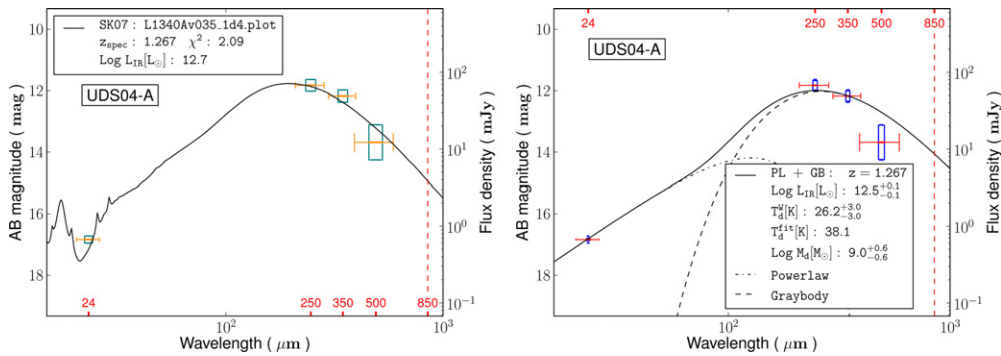 SK07: L1340Av035_1d4.plot
z_spec: 1.267 χ²: 2.09
Log L_IR[L_⊙]: 12.7
UDS04-A
10
12
14
16
18
AB magnitude ( mag )
10²
10¹
10⁰
10⁻¹
Flux density ( mJy )
24
250
350
500
850
10²
10³
Wavelength ( μm )
24
250
350
500
850
UDS04-A
10
12
14
16
18
AB magnitude ( mag )
10²
10¹
10⁰
10⁻¹
Flux density ( mJy )
PL + GB: z = 1.267
Log L_IR[L_⊙]: 12.5^{+0.1}_{-0.1}
T_d^W[K]: 26.2^{+3.0}_{-3.0}
T_d^fit[K]: 38.1
Log M_d[M_⊙]: 9.0^{+0.6}_{-0.6}
Powerlaw
Graybody
10²
10³
Wavelength ( μm )